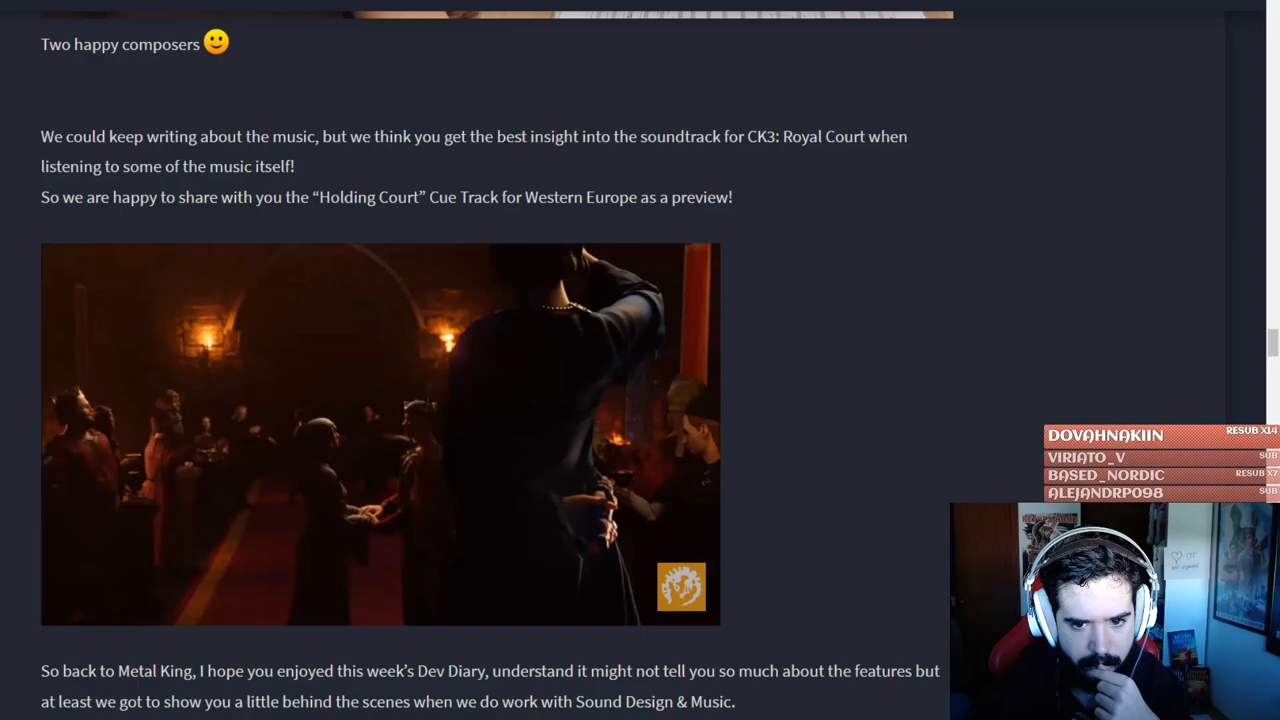 Two happy composers
We could keep writing about the music, but we think you get the best insight into the soundtrack for CK3: Royal Court when
listening to some of the music itself!
So we are happy to share with you the “Holding Court” Cue Track for Western Europe as a preview!
DOVAHNAKIIN RESUB X14
VIRIATO_V SUB
BASED_NORDIC RESUB X7
ALEJANDRP098 SUB
So back to Metal King, I hope you enjoyed this week’s Dev Diary, understand it might not tell you so much about the features but
at least we got to show you a little behind the scenes when we do work with Sound Design & Music.